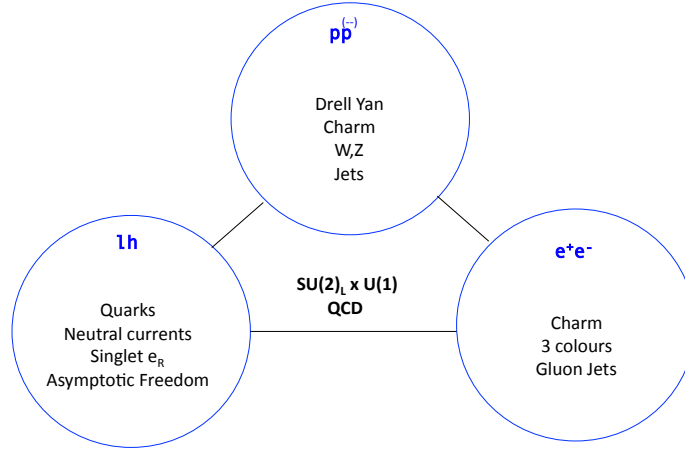 pp(--)
Drell Yan
Charm
W,Z
Jets
lh
Quarks
Neutral currents
Singlet eR
Asymptotic Freedom
SU(2)L x U(1)
QCD
e+e-
Charm
3 colours
Gluon Jets